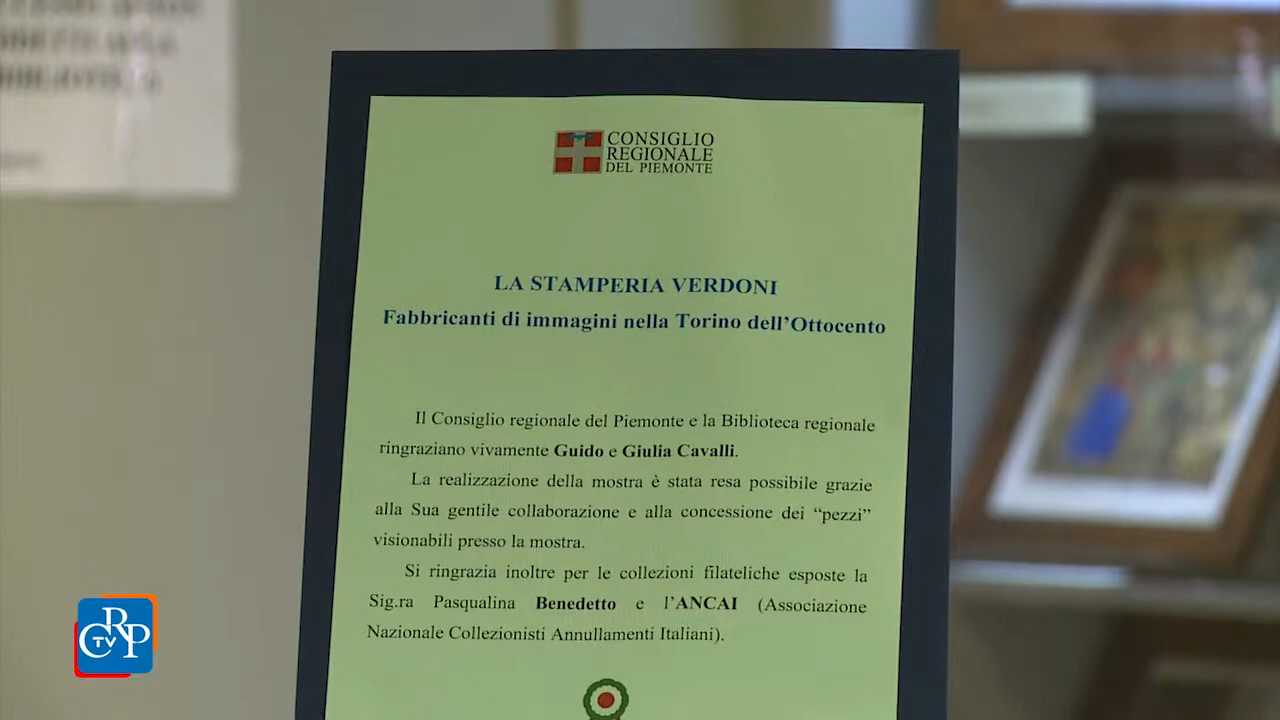 CONSIGLIO
REGIONALE
DEL PIEMONTE
LA STAMPERIA VERDONI
Fabbricanti di immagini nella Torino dell'Ottocento
Il Consiglio regionale del Piemonte e la Biblioteca regionale
ringraziano vivamente Guido e Giulia Cavalli.
La realizzazione della mostra è stata resa possibile grazie
alla Sua gentile collaborazione e alla concessione dei “pezzi”
visionabili presso la mostra.
Si ringrazia inoltre per le collezioni filateliche esposte la
Sig.ra Pasqualina Benedetto e l'ANCAI (Associazione
Nazionale Collezionisti Annullamenti Italiani).
CRP
TV